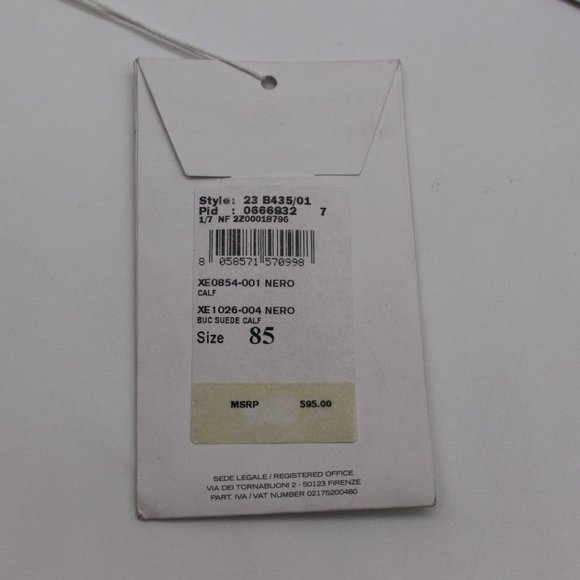 Style: 23 B435/01
Pid : 0666832 7
1/7 NF 2Z00018796
8 058571 570998
XE0854-001 NERO
CALF
XE1026-004 NERO
BUC SUEDE CALF
Size 85
MSRP 595.00
SEDE LEGALE / REGISTERED OFFICE
VIA DEI TORNABUONI 2 - 50123 FIRENZE
PART. IVA / VAT NUMBER 02175200480